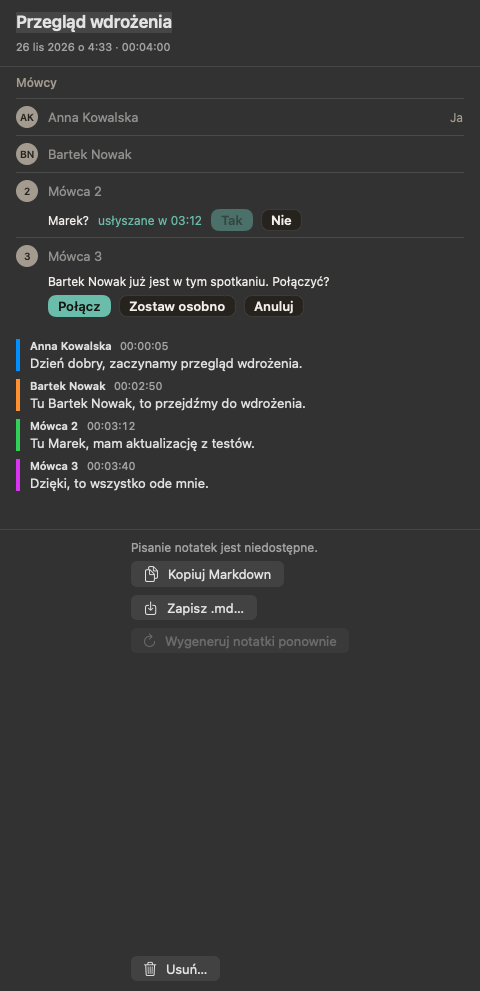 Przegląd wdrożenia
26 lis 2026 o 4:33 · 00:04:00
Mówcy
AK Anna Kowalska Ja
BN Bartek Nowak
2 Mówca 2
Marek? usłyszane w 03:12 Tak Nie
3 Mówca 3
Bartek Nowak już jest w tym spotkaniu. Połączyć?
Połącz Zostaw osobno Anuluj
Anna Kowalska 00:00:05
Dzień dobry, zaczynamy przegląd wdrożenia.
Bartek Nowak 00:02:50
Tu Bartek Nowak, to przejdźmy do wdrożenia.
Mówca 2 00:03:12
Tu Marek, mam aktualizację z testów.
Mówca 3 00:03:40
Dzięki, to wszystko ode mnie.
Pisanie notatek jest niedostępne.
Kopiuj Markdown
Zapisz .md...
Wygeneruj notatki ponownie
Usuń...